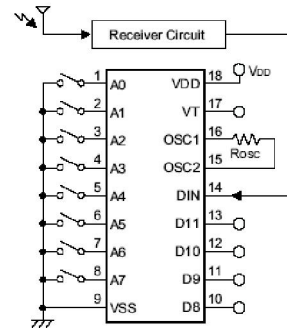 Receiver Circuit
1 A0 VDD 18 VDD
2 A1 VT 17
3 A2 OSC1 16
4 A3 OSC2 15 ROSC
5 A4 DIN 14
6 A5 D11 13
7 A6 D10 12
8 A7 D9 11
9 VSS D8 10